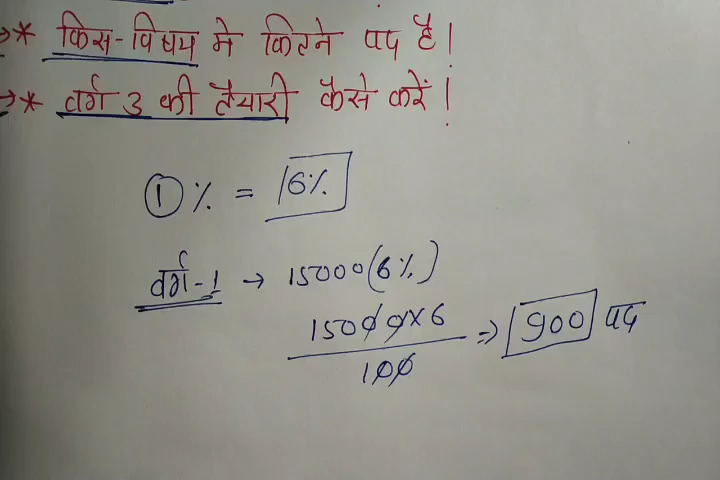 →* किस-विषय मे कितने पद है।
→* वर्ग 3 की तैयारी कैसे करें।
① % = 6%
वर्ग-1 → 15000(6%)
15000×6 ⇒ 900 पद
100